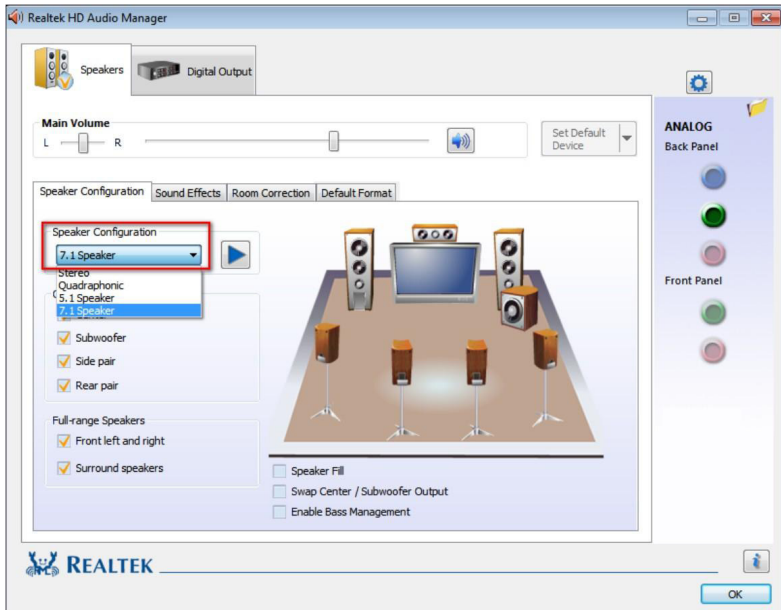 Realtek HD Audio Manager
Speakers
Digital Output
Main Volume
L R
Set Default
Device
ANALOG
Back Panel
Speaker Configuration Sound Effects Room Correction Default Format
Speaker Configuration
7.1 Speaker
Stereo
Quadraphonic
5.1 Speaker
7.1 Speaker
Subwoofer
Side pair
Rear pair
Front Panel
Full-range Speakers
Front left and right
Surround speakers
Speaker Fill
Swap Center / Subwoofer Output
Enable Bass Management
REALTEK
OK